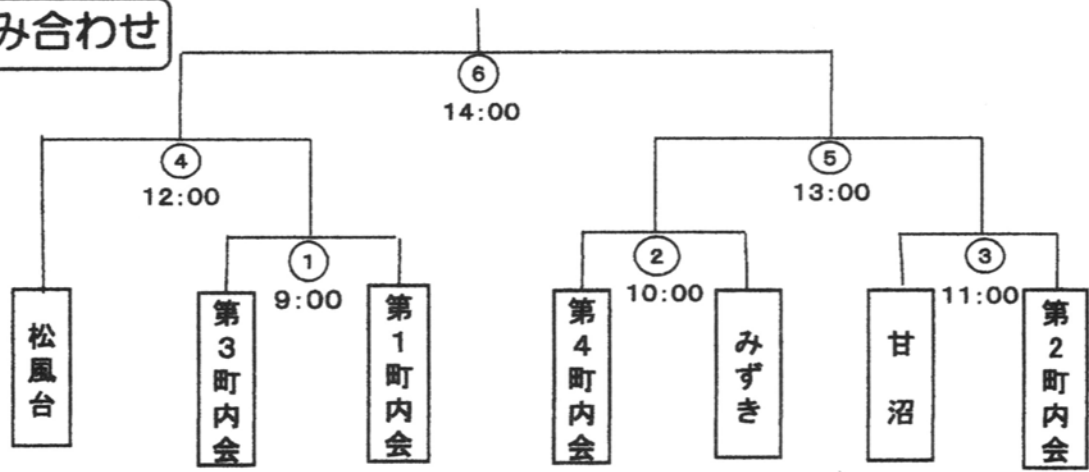 み合わせ
⑥
14:00
④
12:00
⑤
13:00
①
9:00
②
10:00
③
11:00
松風台
第3町内会
第1町内会
第4町内会
みずき
甘沼
第2町内会